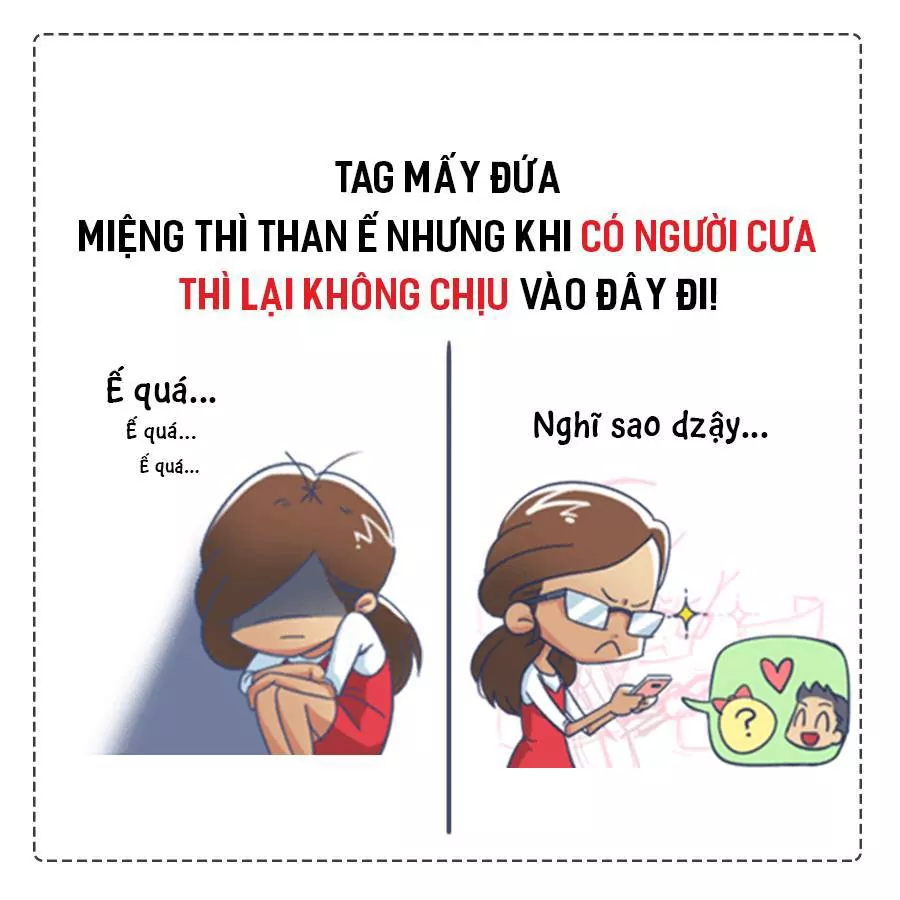 TAG MẤY ĐỨA
MIỆNG THÌ THAN Ế NHƯNG KHI CÓ NGƯỜI CƯA
THÌ LẠI KHÔNG CHỊU VÀO ĐÂY ĐI!
Ế quá...
Ế quá...
Ế quá...
Nghĩ sao dzậy...
?